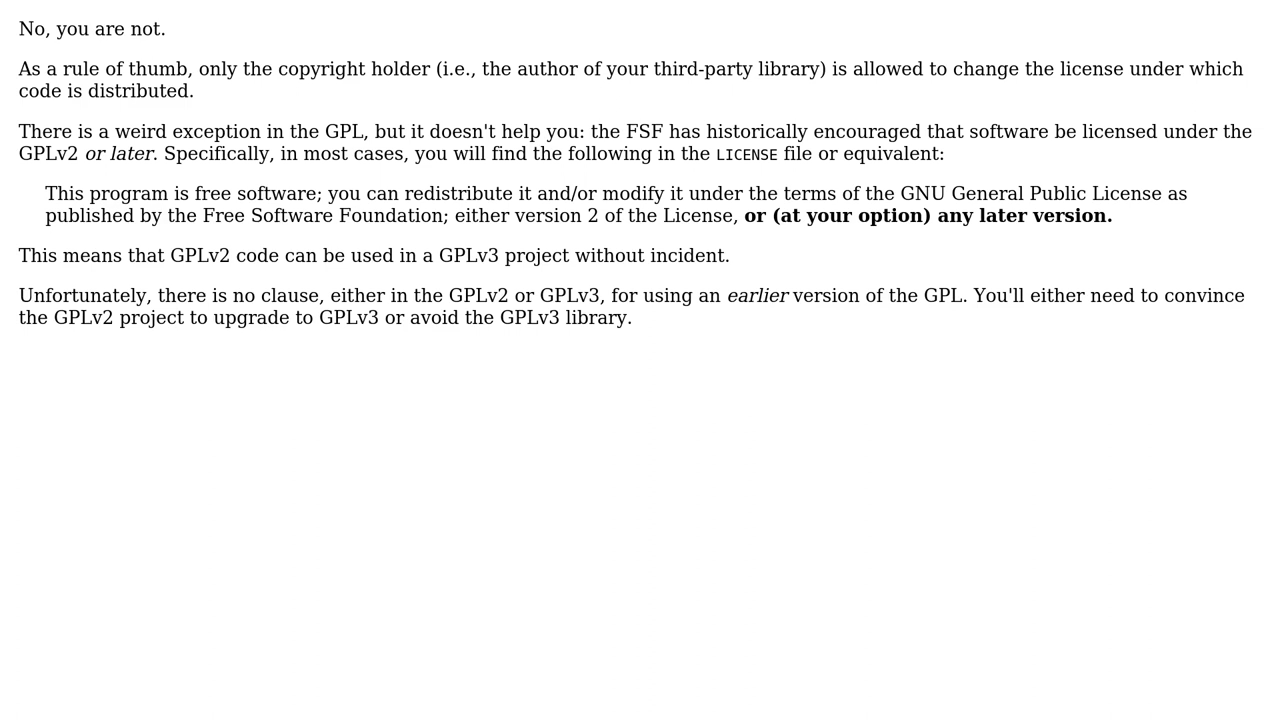 No, you are not.
As a rule of thumb, only the copyright holder (i.e., the author of your third-party library) is allowed to change the license under which
code is distributed.
There is a weird exception in the GPL, but it doesn't help you: the FSF has historically encouraged that software be licensed under the
GPLv2 or later. Specifically, in most cases, you will find the following in the LICENSE file or equivalent:
This program is free software; you can redistribute it and/or modify it under the terms of the GNU General Public License as
published by the Free Software Foundation; either version 2 of the License, or (at your option) any later version.
This means that GPLv2 code can be used in a GPLv3 project without incident.
Unfortunately, there is no clause, either in the GPLv2 or GPLv3, for using an earlier version of the GPL. You'll either need to convince
the GPLv2 project to upgrade to GPLv3 or avoid the GPLv3 library.